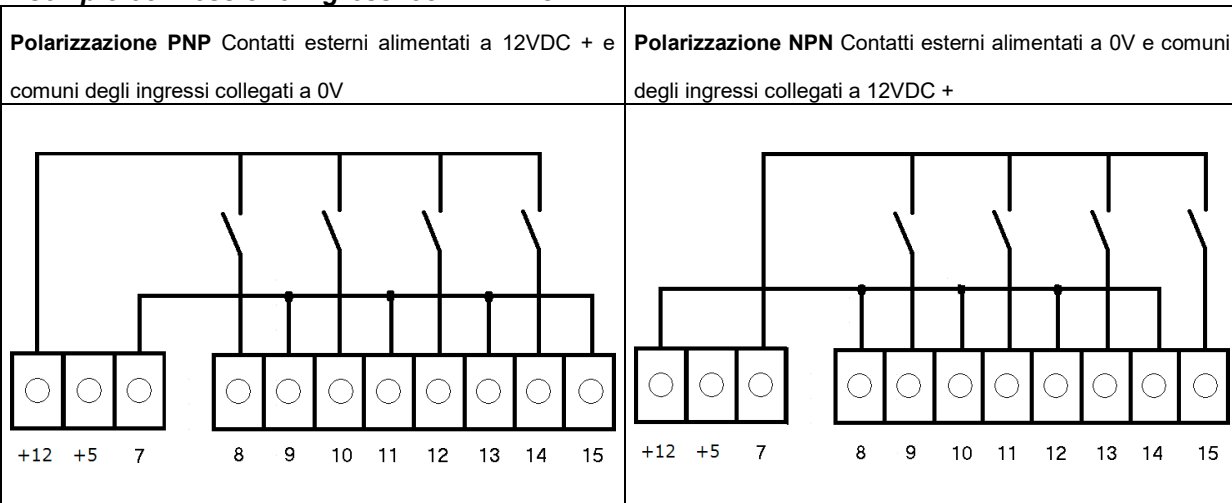 Polarizzazione PNP Contatti esterni alimentati a 12VDC + e
comuni degli ingressi collegati a 0V
Polarizzazione NPN Contatti esterni alimentati a 0V e comuni
degli ingressi collegati a 12VDC +
+12 +5 7 8 9 10 11 12 13 14 15
+12 +5 7 8 9 10 11 12 13 14 15